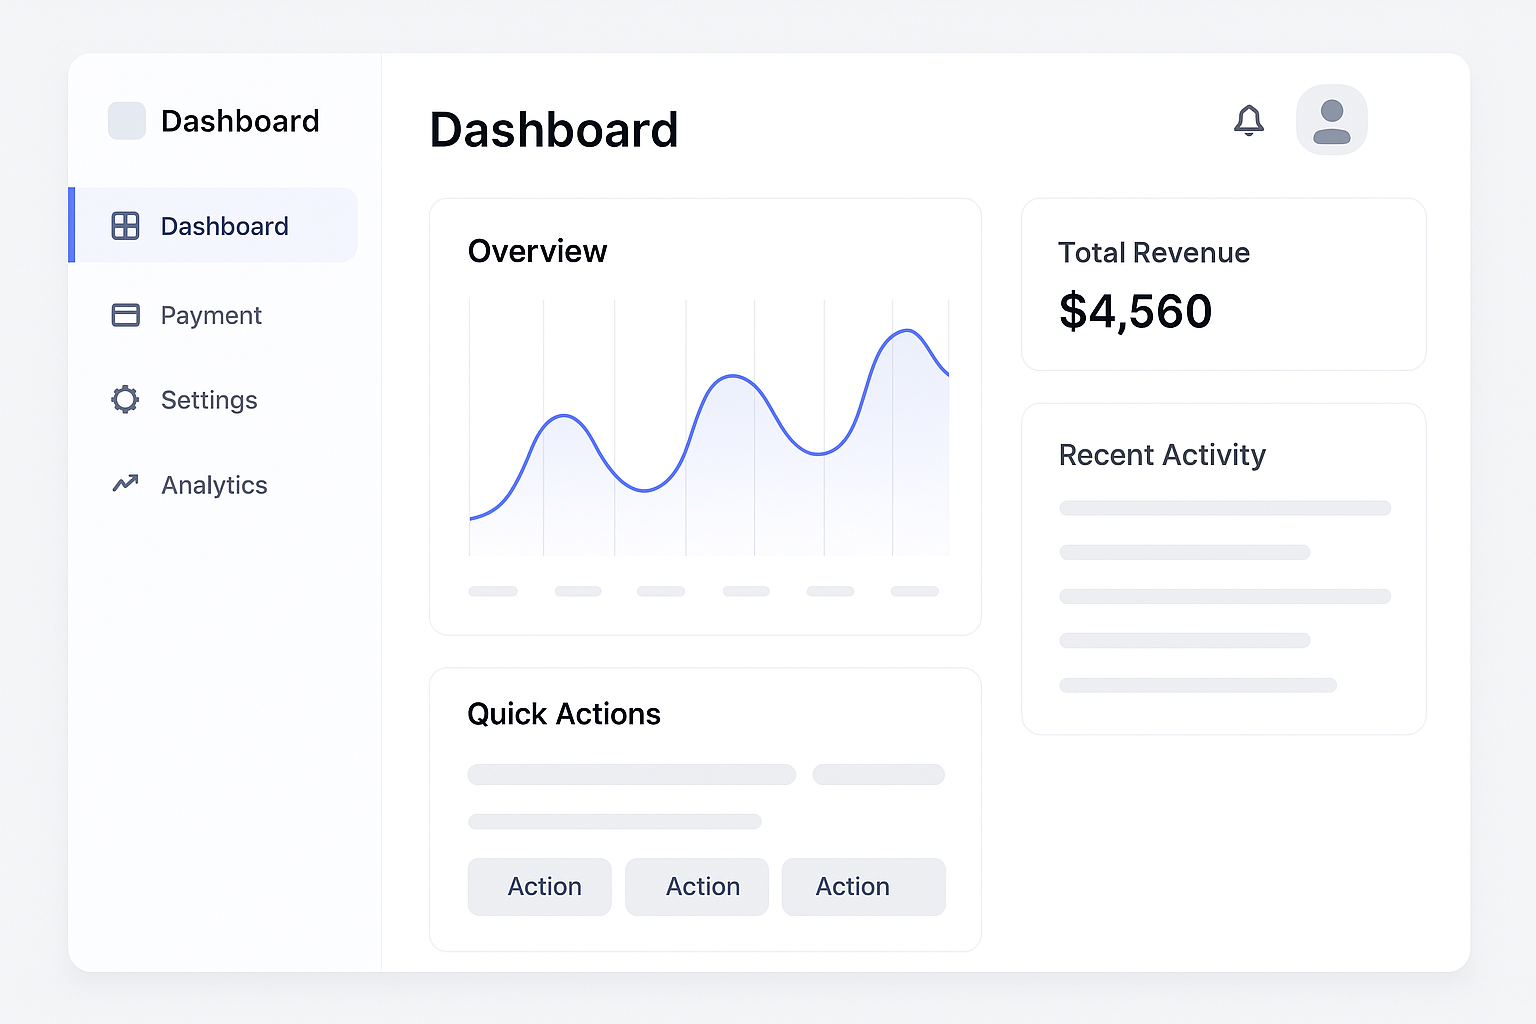 Dashboard
Dashboard
Payment
Settings
Analytics
Dashboard
Overview
Total Revenue
$4,560
Recent Activity
Quick Actions
Action
Action
Action